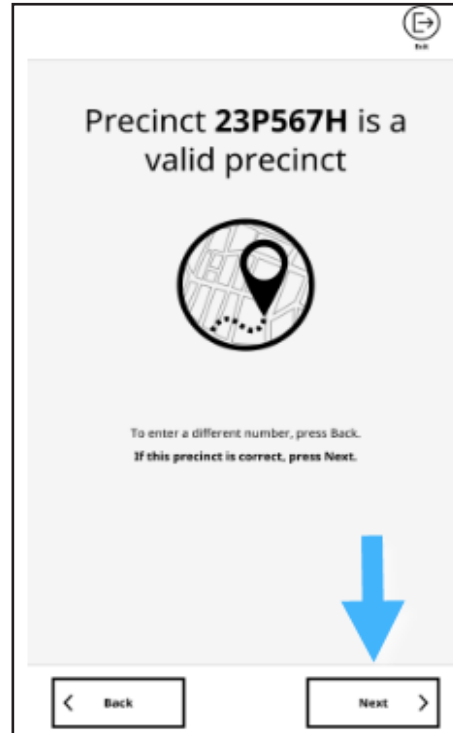 Exit
Precinct 23P567H is a
valid precinct
To enter a different number, press Back.
If this precinct is correct, press Next.
Back
Next